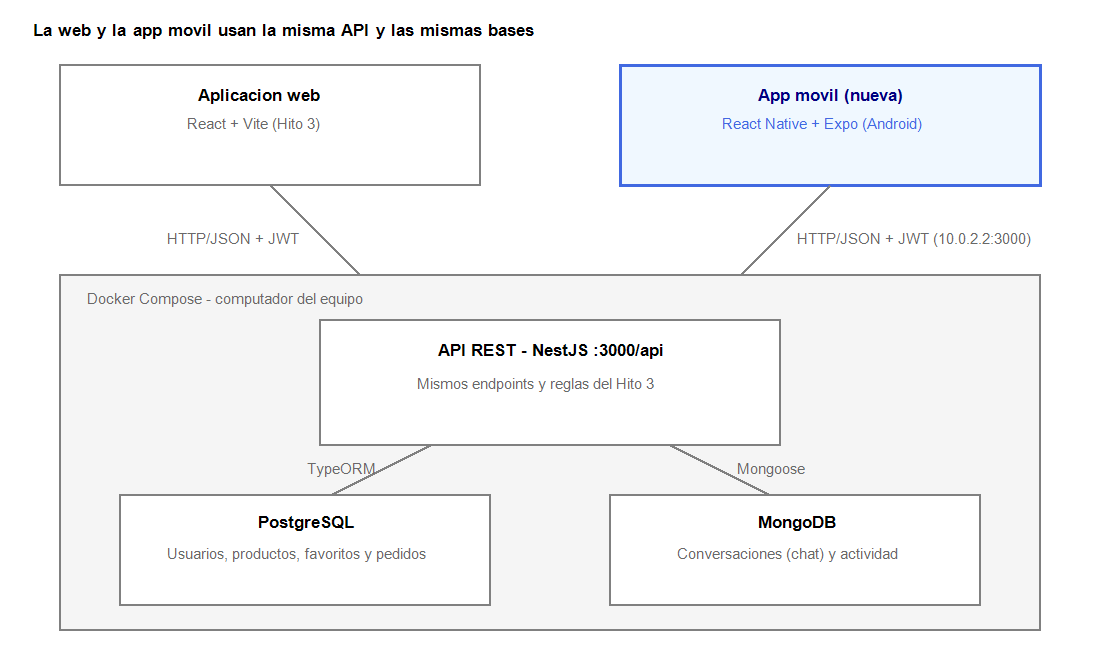 La web y la app movil usan la misma API y las mismas bases
Aplicacion web
React + Vite (Hito 3)
App movil (nueva)
React Native + Expo (Android)
HTTP/JSON + JWT
HTTP/JSON + JWT (10.0.2.2:3000)
Docker Compose - computador del equipo
API REST - NestJS :3000/api
Mismos endpoints y reglas del Hito 3
TypeORM
Mongoose
PostgreSQL
Usuarios, productos, favoritos y pedidos
MongoDB
Conversaciones (chat) y actividad